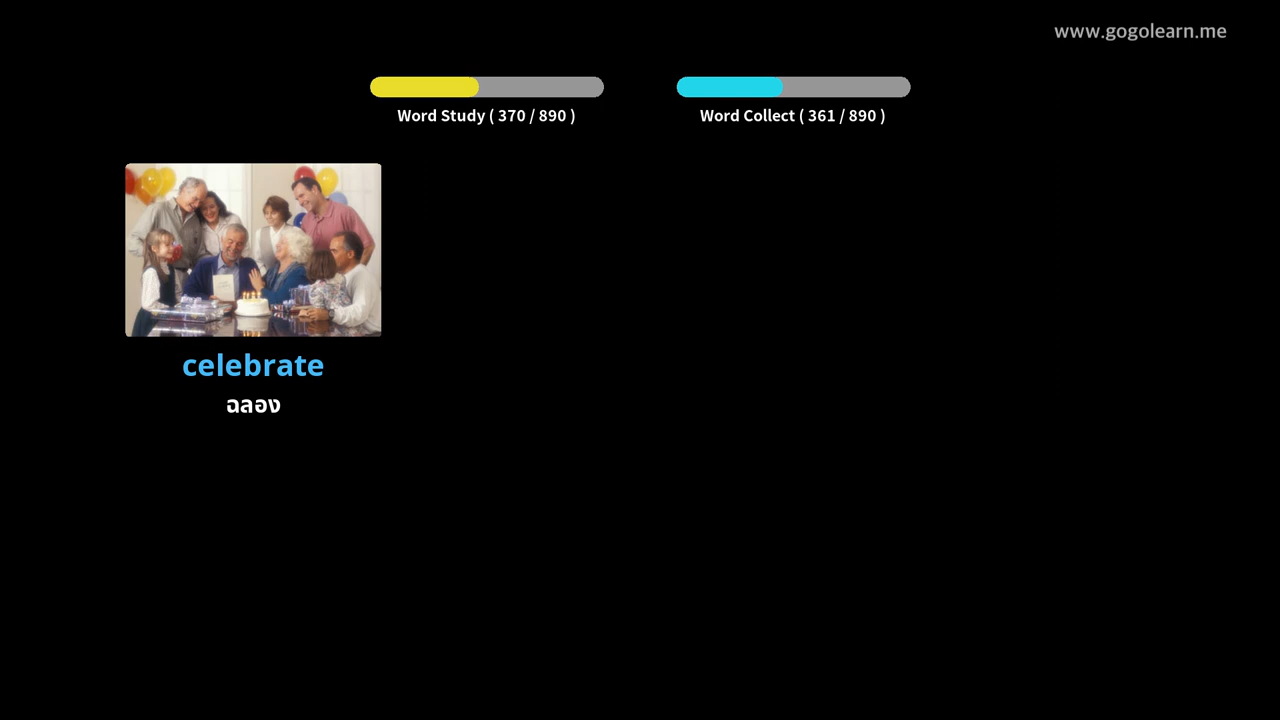 www.gogolearn.me
Word Study ( 370 / 890 )
Word Collect ( 361 / 890 )
celebrate
ฉลอง